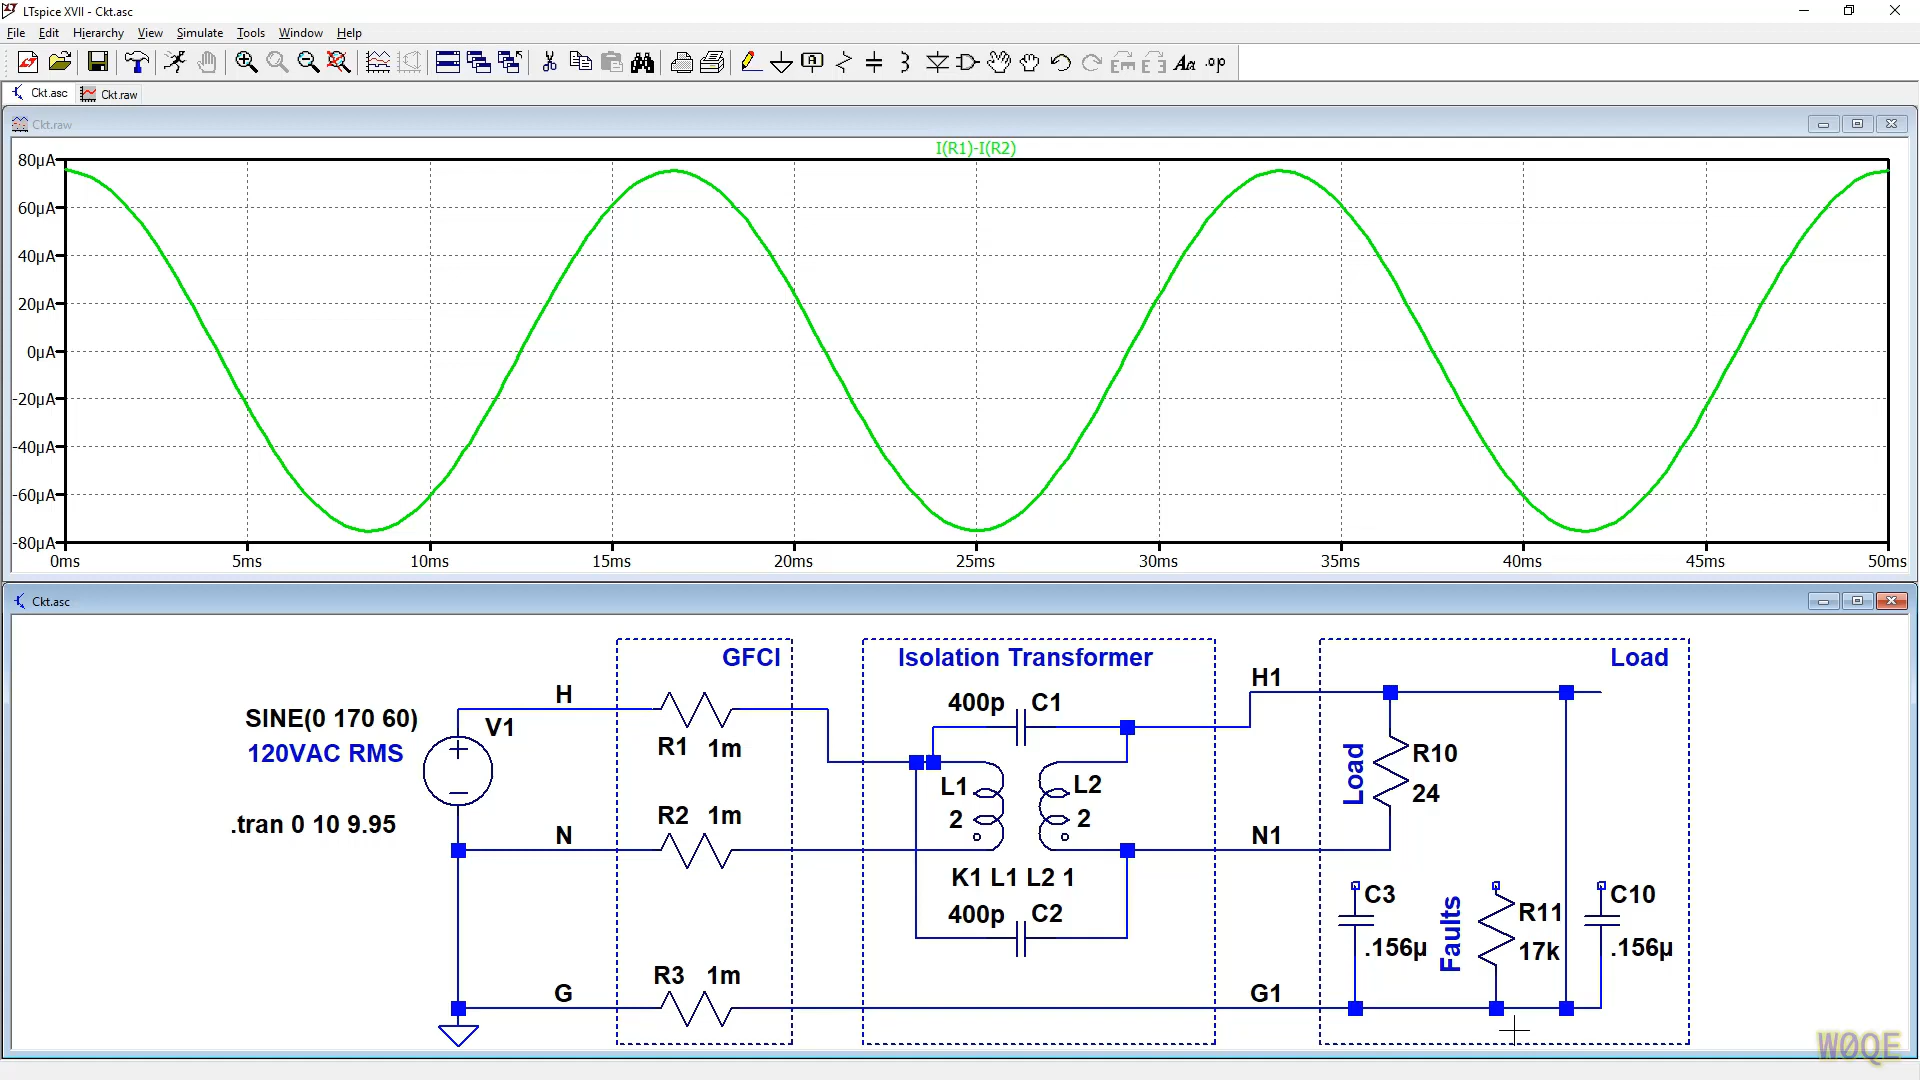 LTspice XVII - Ckt.asc
File Edit Hierarchy View Simulate Tools Window Help
Ckt.asc Ckt.raw
Ckt.raw
I(R1)-I(R2)
80µA
60µA
40µA
20µA
0µA
-20µA
-40µA
-60µA
-80µA
0ms 5ms 10ms 15ms 20ms 25ms 30ms 35ms 40ms 45ms 50ms
Ckt.asc
GFCI
Isolation Transformer
Load
H
H1
400p C1
SINE(0 170 60)
V1
120VAC RMS
R1 1m
Load
R10
24
L1
2
L2
2
R2 1m
.tran 0 10 9.95
N
N1
K1 L1 L2 1
400p C2
C3
.156µ
Faults
R11
17k
C10
.156µ
R3 1m
G
G1
W0QE